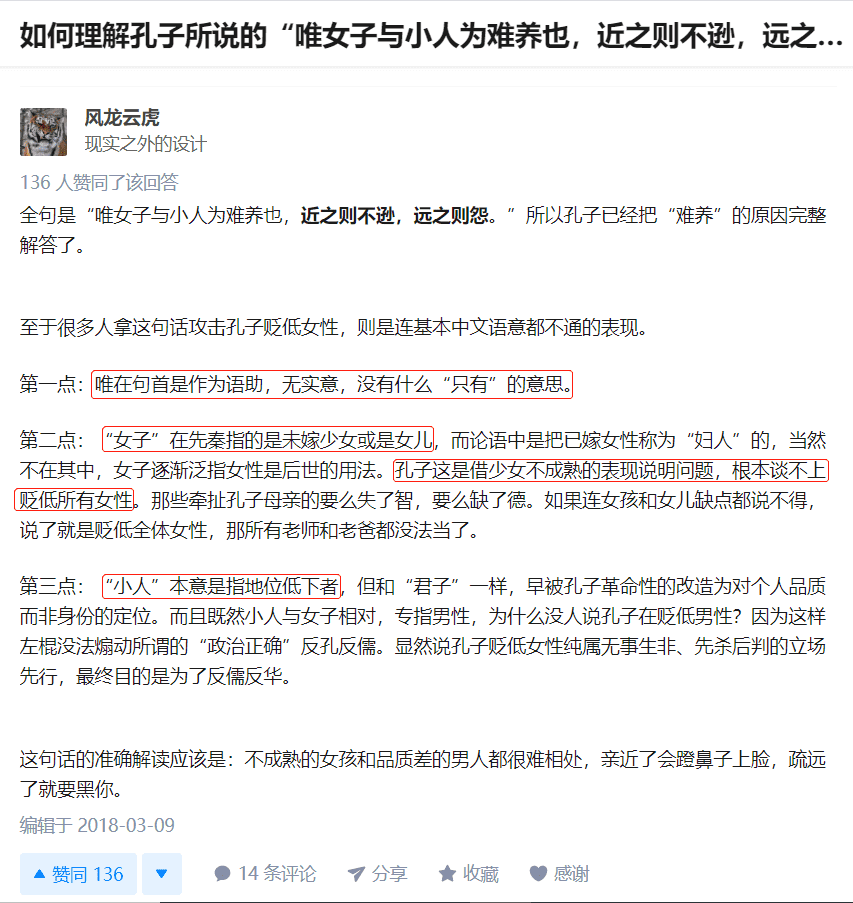 如何理解孔子所说的“唯女子与小人为难养也，近之则不逊，远之...
风龙云虎
现实之外的设计
136 人赞同了该回答
全句是“唯女子与小人为难养也，近之则不逊，远之则怨。”所以孔子已经把“难养”的原因完整
解答了。
至于很多人拿这句话攻击孔子贬低女性，则是连基本中文语意都不通的表现。
第一点：唯在句首是作为语助，无实意，没有什么“只有”的意思。
第二点：“女子”在先秦指的是未嫁少女或是女儿，而论语中是把已嫁女性称为“妇人”的，当然
不在其中，女子逐渐泛指女性是后世的用法。孔子这是借少女不成熟的表现说明问题，根本谈不上
贬低所有女性。那些牵扯孔子母亲的要么失了智，要么缺了德。如果连女孩和女儿缺点都说不得，
说了就是贬低全体女性，那所有老师和老爸都没法当了。
第三点：“小人”本意是指地位低下者，但和“君子”一样，早被孔子革命性的改造为对个人品质
而非身份的定位。而且既然小人与女子相对，专指男性，为什么没人说孔子在贬低男性？因为这样
左棍没法煽动所谓的“政治正确”反孔反儒。显然说孔子贬低女性纯属无事生非、先杀后判的立场
先行，最终目的是为了反儒反华。
这句话的准确解读应该是：不成熟的女孩和品质差的男人都很难相处，亲近了会蹬鼻子上脸，疏远
了就要黑你。
编辑于 2018-03-09
赞同 136 14 条评论 分享 收藏 感谢